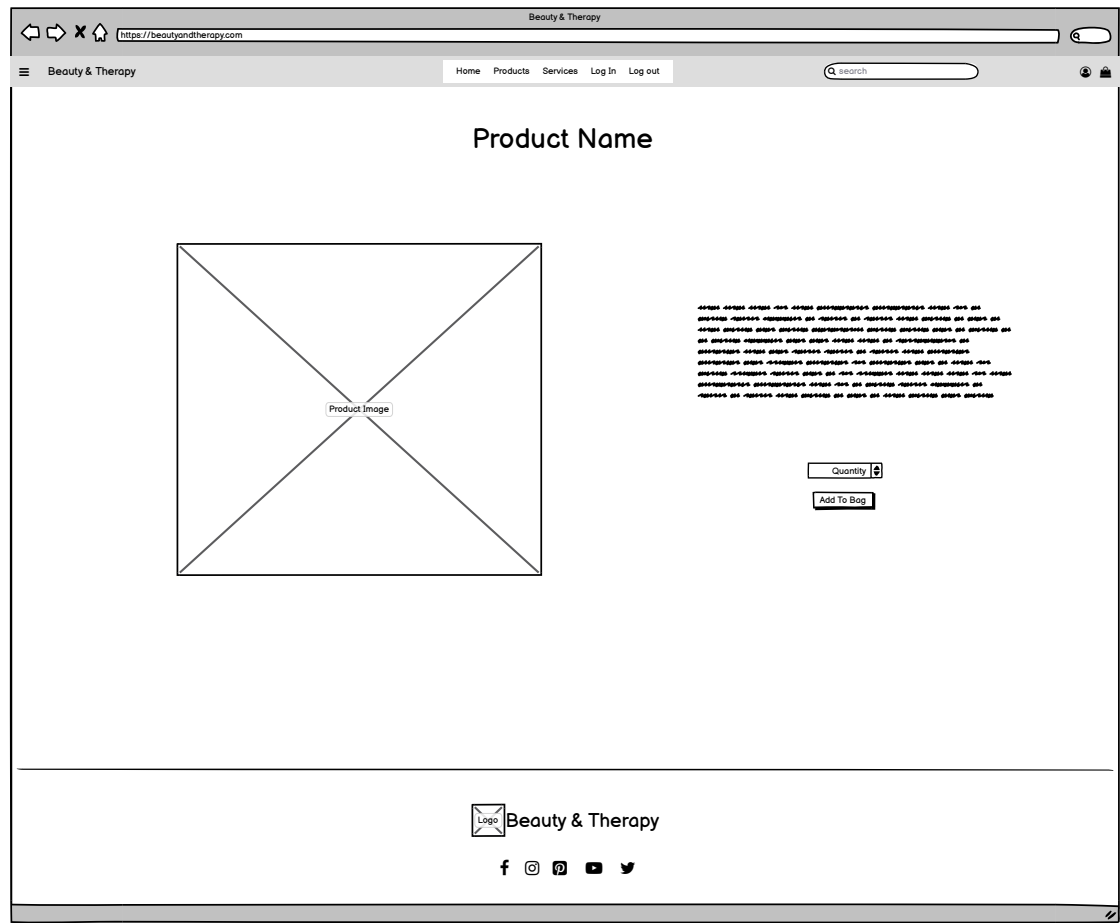 Beauty & Therapy
https://beautyandtherapy.com
Beauty & Therapy Home Products Services Log In Log out search
Product Name
Product Image
Quantity
Add To Bag
Logo Beauty & Therapy